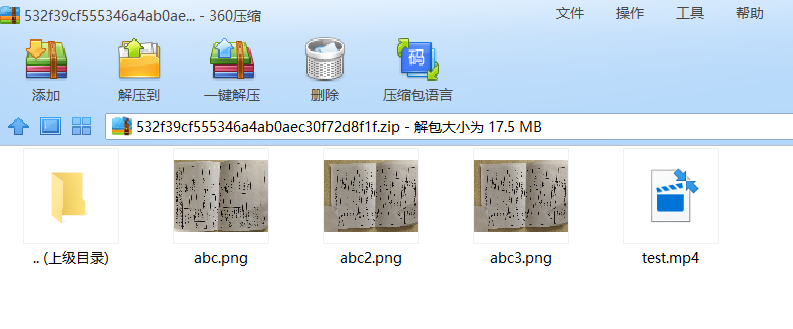 532f39cf555346a4ab0ae... - 360压缩
文件 操作 工具 帮助
添加 解压到 一键解压 删除 压缩包语言
码
532f39cf555346a4ab0aec30f72d8f1f.zip - 解包大小为 17.5 MB
.. (上级目录) abc.png abc2.png abc3.png test.mp4